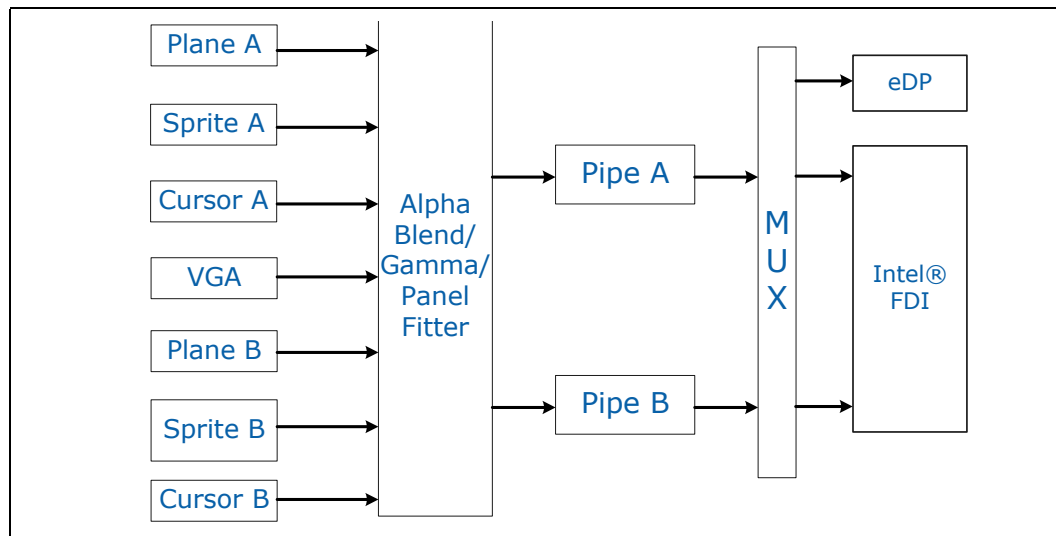 Plane A
Sprite A
Cursor A
VGA
Plane B
Sprite B
Cursor B
Alpha
Blend/
Gamma/
Panel
Fitter
Pipe A
Pipe B
M
U
X
eDP
Intel®
FDI